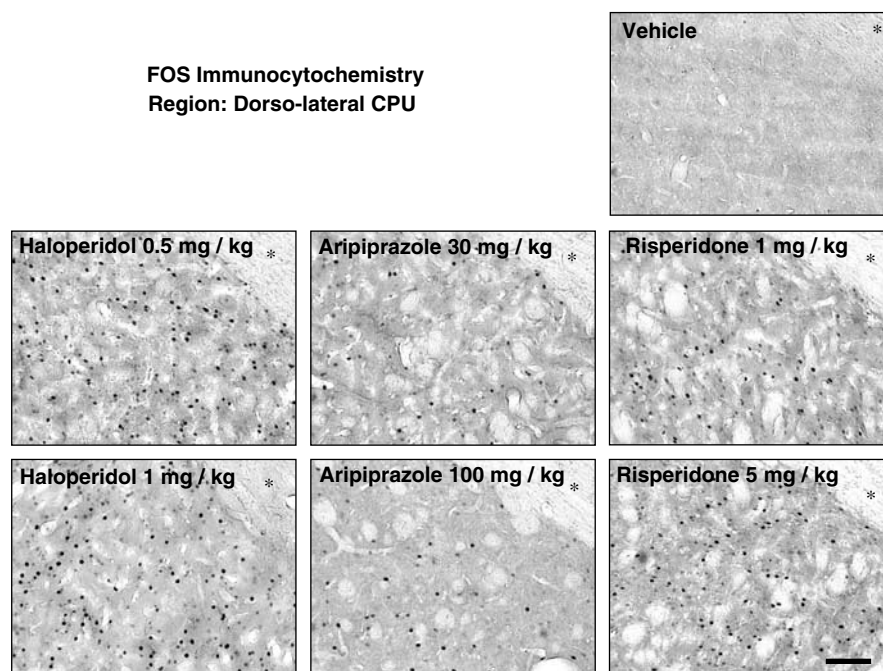 Vehicle
*
FOS Immunocytochemistry
Region: Dorso-lateral CPU
Haloperidol 0.5 mg / kg
*
Aripiprazole 30 mg / kg
*
Risperidone 1 mg / kg
*
Haloperidol 1 mg / kg
*
Aripiprazole 100 mg / kg
*
Risperidone 5 mg / kg
*